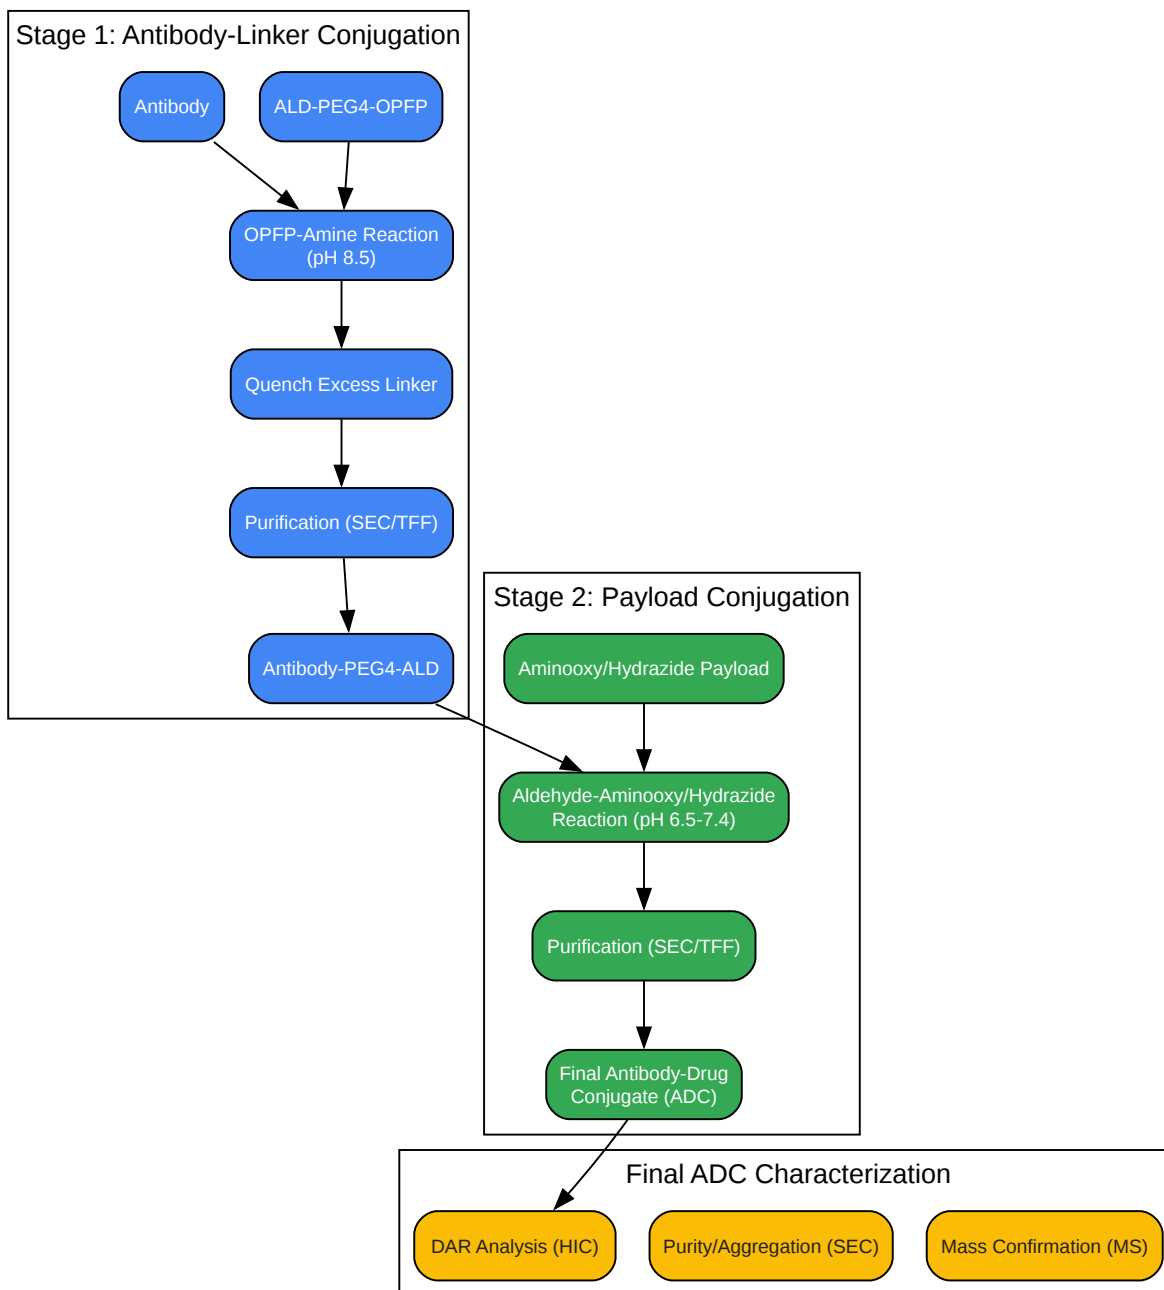 Stage 1: Antibody-Linker Conjugation
Antibody
ALD-PEG4-OPFP
OPFP-Amine Reaction
(pH 8.5)
Quench Excess Linker
Purification (SEC/TFF)
Antibody-PEG4-ALD
Stage 2: Payload Conjugation
Aminooxy/Hydrazide Payload
Aldehyde-Aminooxy/Hydrazide
Reaction (pH 6.5-7.4)
Purification (SEC/TFF)
Final Antibody-Drug
Conjugate (ADC)
Final ADC Characterization
DAR Analysis (HIC)
Purity/Aggregation (SEC)
Mass Confirmation (MS)